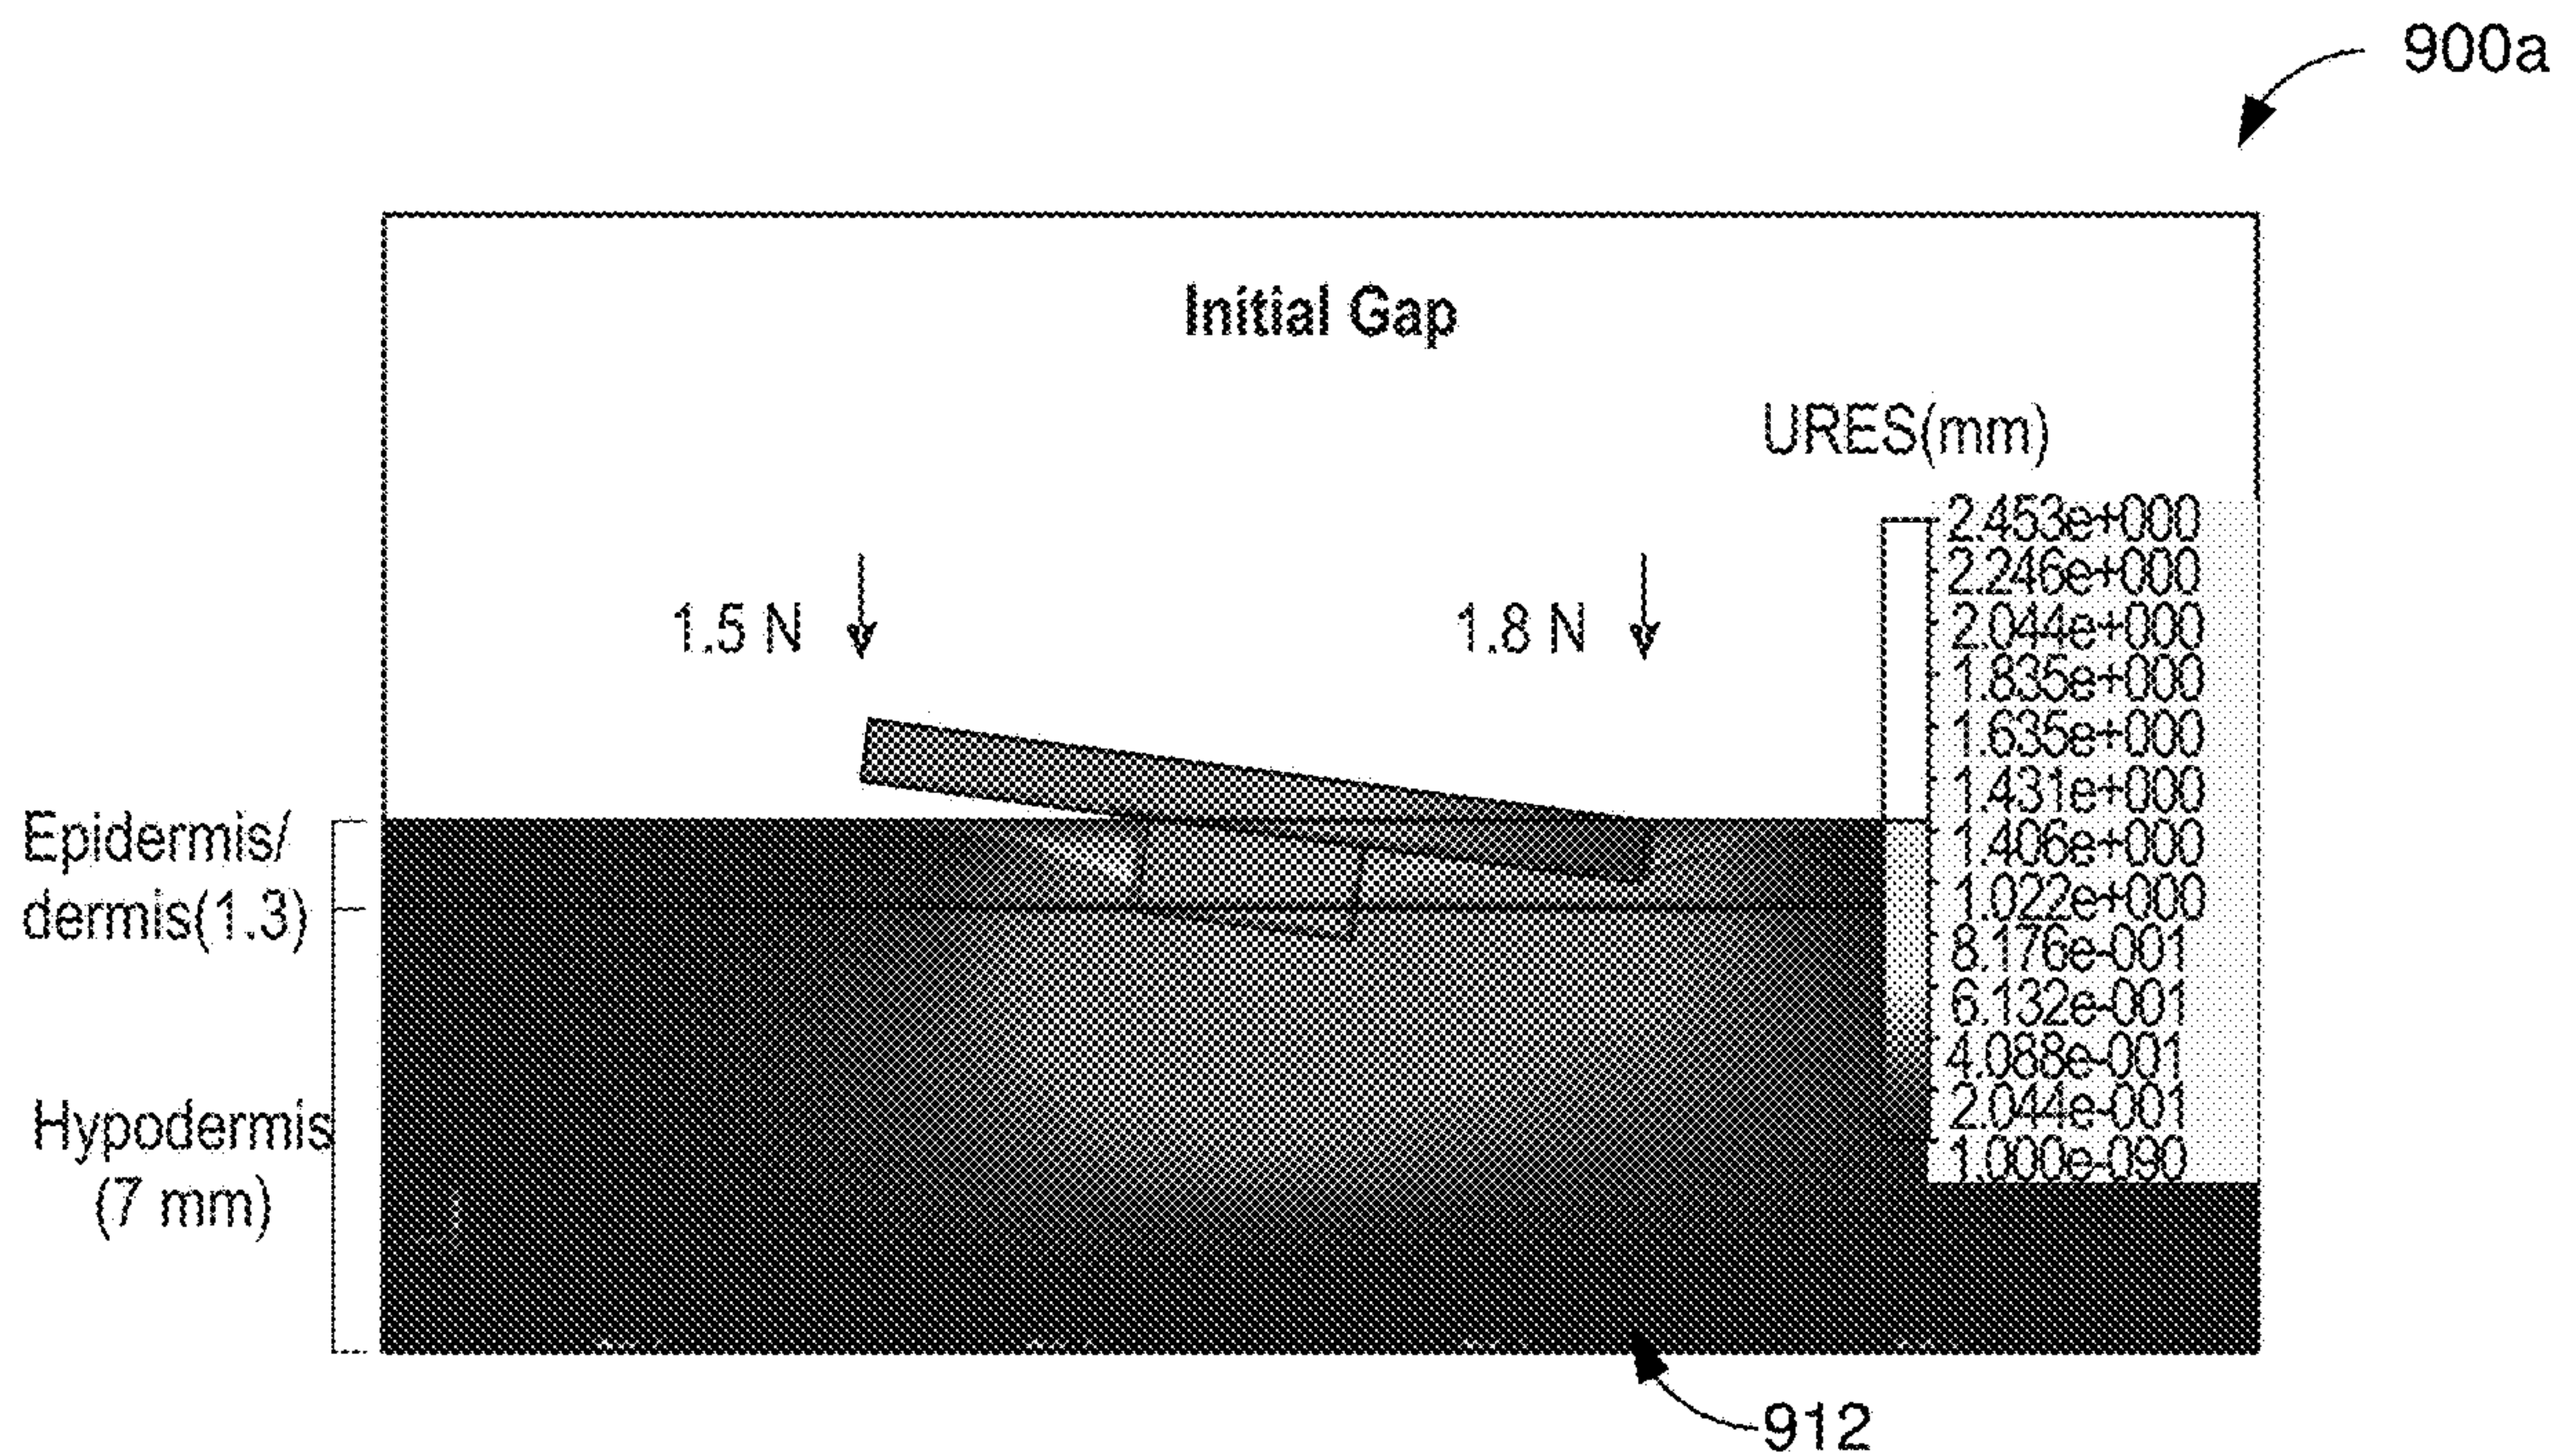 900a
Initial Gap
URES(mm)
2.453e+000
2.246e+000
2.044e+000
1.835e+000
1.635e+000
1.431e+000
1.406e+000
1.022e+000
8.176e-001
6.132e-001
4.088e-001
2.044e-001
1.000e-090
1.5 N
1.8 N
Epidermis/
dermis(1.3)
Hypodermis
(7 mm)
912